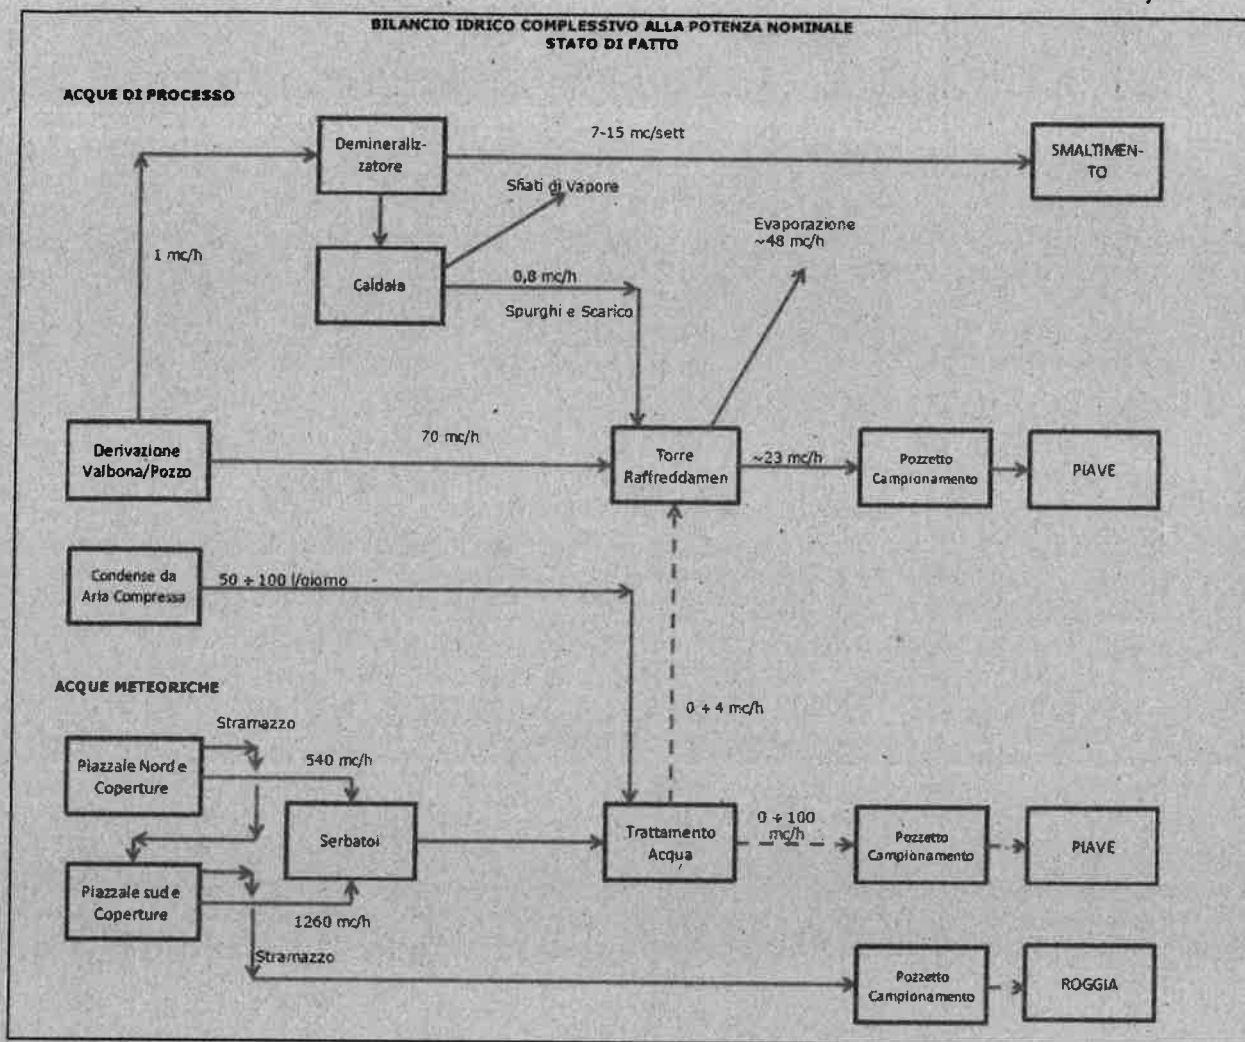 BILANCIO IDRICO COMPLESSIVO ALLA POTENZA NOMINALE
STATO DI FATTO
ACQUE DI PROCESSO
Demineraliz-
zatore
7-15 mc/sett
SMALTIMEN-
TO
Sfiati di Vapore
1 mc/h
Caldaia
0,8 mc/h
Spurghi e Scarico
Evaporazione
~48 mc/h
Derivazione
Valbona/Pozzo
70 mc/h
Torre
Raffreddamen
~23 mc/h
Pozzetto
Campionamento
PIAVE
Condense da
Aria Compressa
50 ÷ 100 l/giorno
ACQUE METEORICHE
0 ÷ 4 mc/h
Stramazzo
Piazzale Nord e
Coperture
540 mc/h
Serbatoi
Trattamento
Acqua
0 ÷ 100
mc/h
Pozzetto
Campionamento
PIAVE
Piazzale sud e
Coperture
1260 mc/h
Stramazzo
Pozzetto
Campionamento
ROGGIA